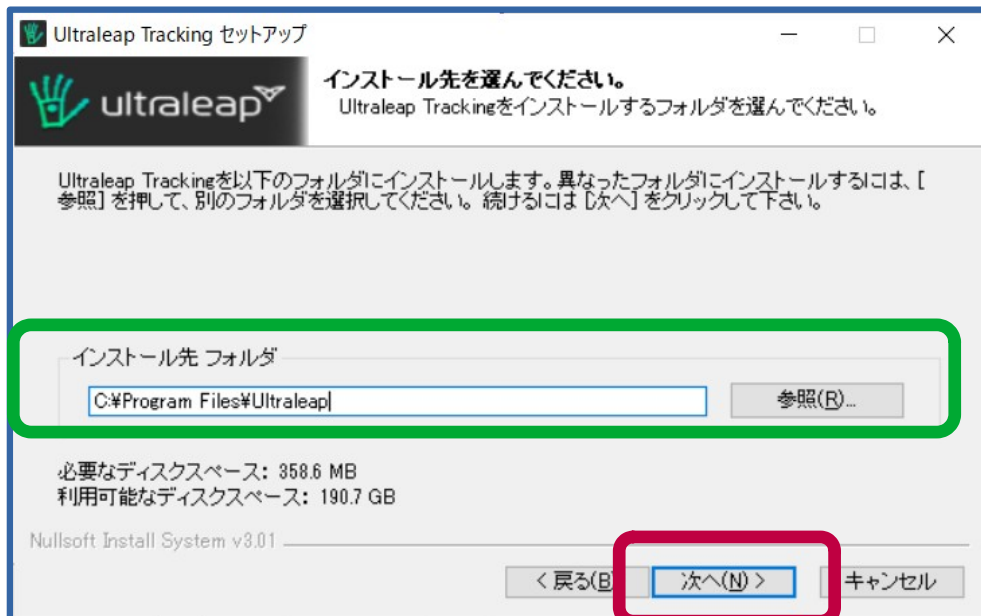 Ultraleap Tracking セットアップ
ultraleap
インストール先を選んでください。
Ultraleap Trackingをインストールするフォルダを選んでください。
Ultraleap Trackingを以下のフォルダにインストールします。異なったフォルダにインストールするには、[
参照] を押して、別のフォルダを選択してください。続けるには [次へ] をクリックして下さい。
インストール先 フォルダ
C:¥Program Files¥Ultraleap
参照(R)...
必要なディスクスペース: 358.6 MB
利用可能なディスクスペース: 190.7 GB
Nullsoft Install System v3.01
< 戻る(B
次へ(N) >
キャンセル